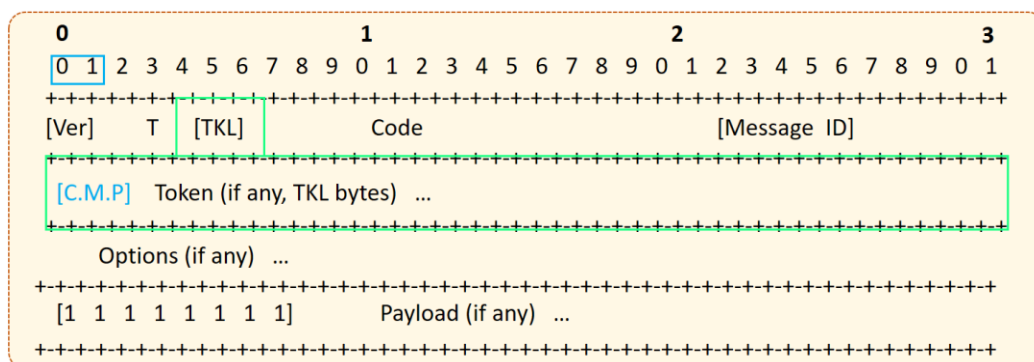 0 1 2 3
0 1 2 3 4 5 6 7 8 9 0 1 2 3 4 5 6 7 8 9 0 1 2 3 4 5 6 7 8 9 0 1
+-+-+-+-+-+-+-+-+-+-+-+-+-+-+-+-+-+-+-+-+-+-+-+-+-+-+-+-+-+-+-+-+
[Ver] T [TKL] Code [Message ID]
+-+-+-+-+-+-+-+-+-+-+-+-+-+-+-+-+-+-+-+-+-+-+-+-+-+-+-+-+-+-+-+-+
[C.M.P] Token (if any, TKL bytes) ...
+-+-+-+-+-+-+-+-+-+-+-+-+-+-+-+-+-+-+-+-+-+-+-+-+-+-+-+-+-+-+-+-+
Options (if any) ...
+-+-+-+-+-+-+-+-+-+-+-+-+-+-+-+-+-+-+-+-+-+-+-+-+-+-+-+-+-+-+-+-+
[1 1 1 1 1 1 1 1] Payload (if any) ...
+-+-+-+-+-+-+-+-+-+-+-+-+-+-+-+-+-+-+-+-+-+-+-+-+-+-+-+-+-+-+-+-+